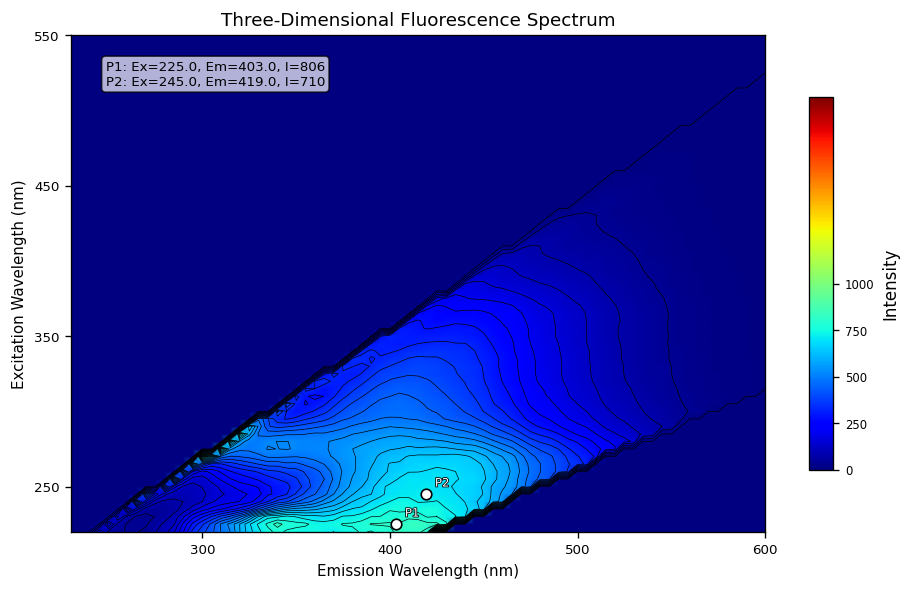 Three-Dimensional Fluorescence Spectrum
550
450
350
250
Excitation Wavelength (nm)
P1: Ex=225.0, Em=403.0, I=806
P2: Ex=245.0, Em=419.0, I=710
P2
P1
300
400
500
600
Emission Wavelength (nm)
1000
750
500
250
0
Intensity